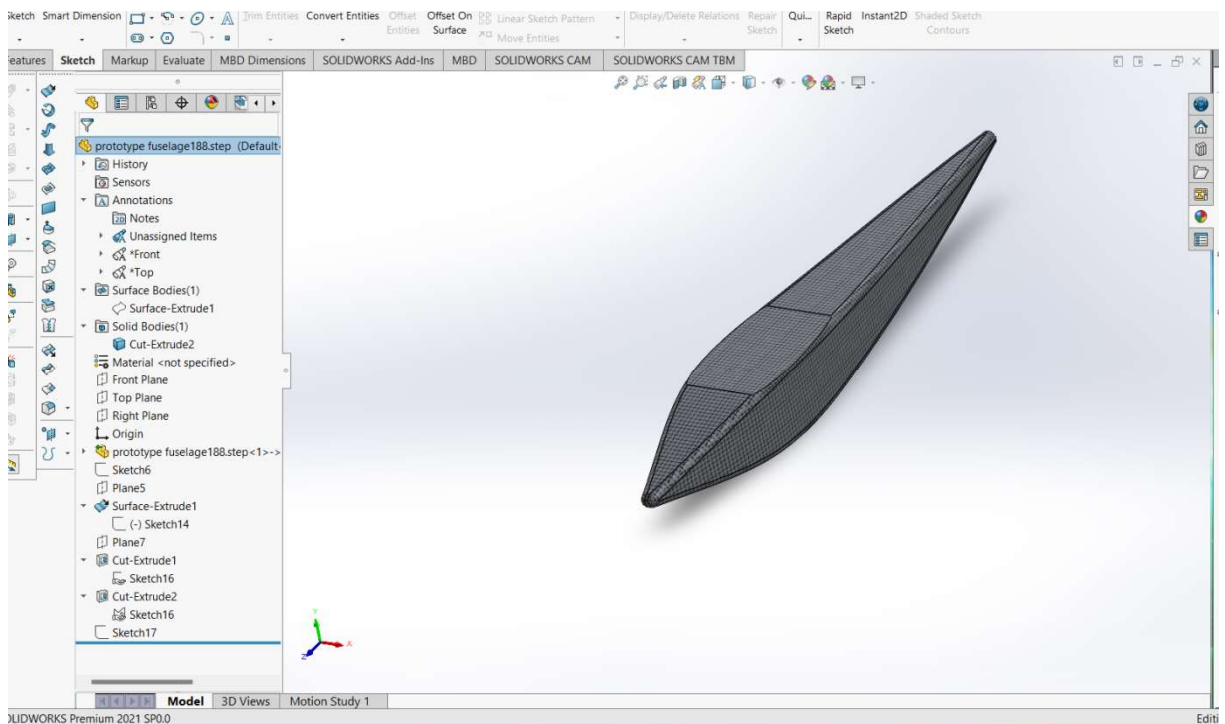 Sketch Smart Dimension Trim Entities Convert Entities Offset Entities Offset On Surface Linear Sketch Pattern Display/Delete Relations Repair Sketch Qui... Rapid Sketch Instant2D Shaded Sketch Contours
Move Entities
eatures Sketch Markup Evaluate MBD Dimensions SOLIDWORKS Add-Ins MBD SOLIDWORKS CAM SOLIDWORKS CAM TBM
prototype fuselage188.step (Default
History
Sensors
Annotations
Notes
Unassigned Items
*Front
*Top
Surface Bodies(1)
Surface-Extrude1
Solid Bodies(1)
Cut-Extrude2
Material <not specified>
Front Plane
Top Plane
Right Plane
Origin
prototype fuselage188.step<1>->
Sketch6
Plane5
Surface-Extrude1
(-) Sketch14
Plane7
Cut-Extrude1
Sketch16
Cut-Extrude2
Sketch16
Sketch17
Y
X
Z
Model 3D Views Motion Study 1
OLIDWORKS Premium 2021 SP0.0 Editi